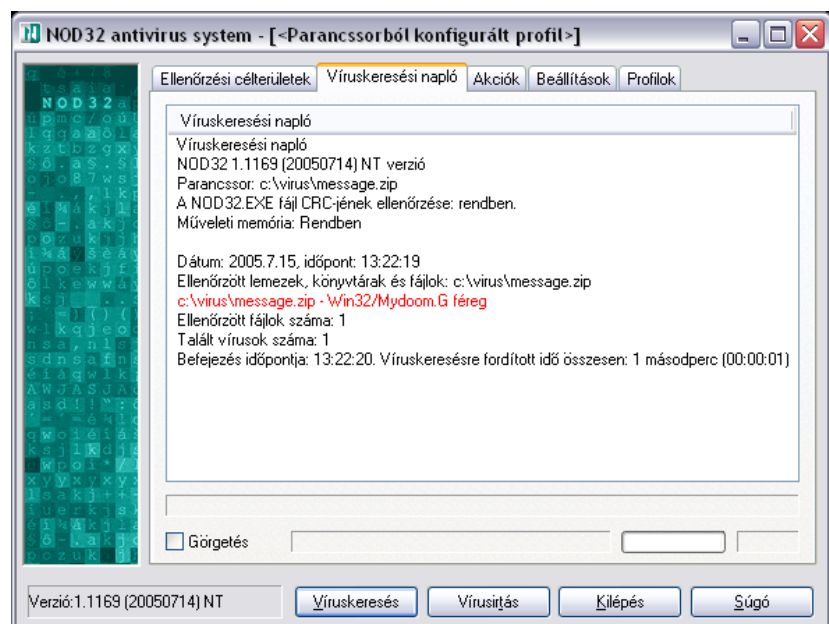 NOD32 antivirus system - [<Parancssorból konfigurált profil>]
NOD32
Ellenőrzési célterületek Víruskeresési napló Akciók Beállítások Profilok
Víruskeresési napló
Víruskeresési napló
NOD32 1.1169 (20050714) NT verzió
Parancssor: c:\virus\message.zip
A NOD32.EXE fájl CRC-jének ellenőrzése: rendben.
Műveleti memória: Rendben
Dátum: 2005.7.15, időpont: 13:22:19
Ellenőrzött lemezek, könyvtárak és fájlok: c:\virus\message.zip
c:\virus\message.zip - Win32/Mydoom.G féreg
Ellenőrzött fájlok száma: 1
Talált vírusok száma: 1
Befejezés időpontja: 13:22:20. Víruskeresésre fordított idő összesen: 1 másodperc (00:00:01)
Görgetés
Verzió:1.1169 (20050714) NT
Víruskeresés Vírusirtás Kilépés Súgó